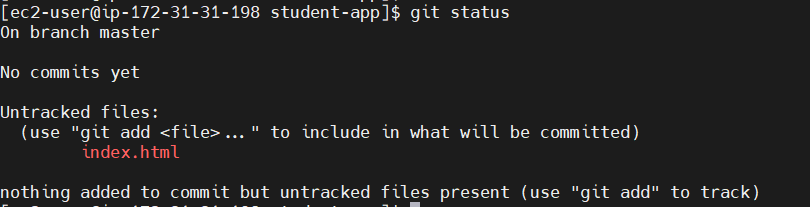 [ec2-user@ip-172-31-31-198 student-app]$ git status
On branch master
No commits yet
Untracked files:
(use "git add <file>..." to include in what will be committed)
index.html
nothing added to commit but untracked files present (use "git add" to track)